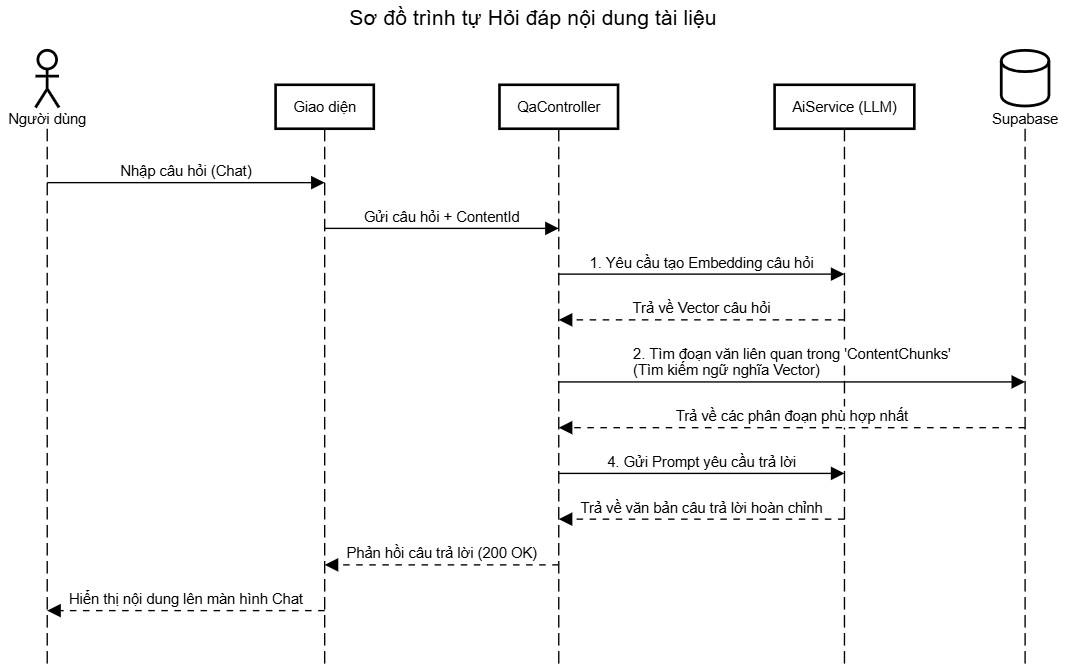 Sơ đồ trình tự Hỏi đáp nội dung tài liệu
Người dùng
Giao diện
QaController
AiService (LLM)
Supabase
Nhập câu hỏi (Chat)
Gửi câu hỏi + ContentId
1. Yêu cầu tạo Embedding câu hỏi
Trả về Vector câu hỏi
2. Tìm đoạn văn liên quan trong 'ContentChunks'
(Tìm kiếm ngữ nghĩa Vector)
Trả về các phân đoạn phù hợp nhất
4. Gửi Prompt yêu cầu trả lời
Trả về văn bản câu trả lời hoàn chỉnh
Phản hồi câu trả lời (200 OK)
Hiển thị nội dung lên màn hình Chat